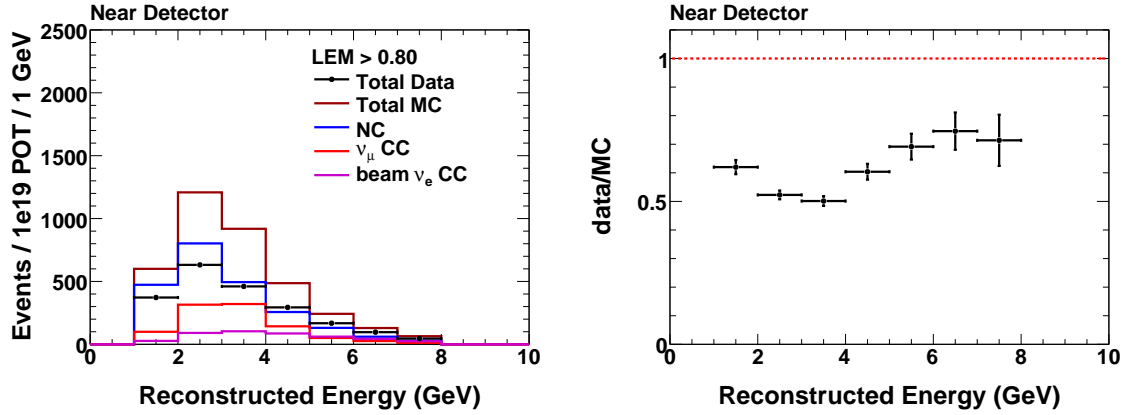 Near Detector
Events / 1e19 POT / 1 GeV
2500
2000
1500
1000
500
0
LEM > 0.80
Total Data
Total MC
NC
ν_μ CC
beam ν_e CC
0 2 4 6 8 10
Reconstructed Energy (GeV)
Near Detector
data/MC
1
0.5
0
0 2 4 6 8 10
Reconstructed Energy (GeV)